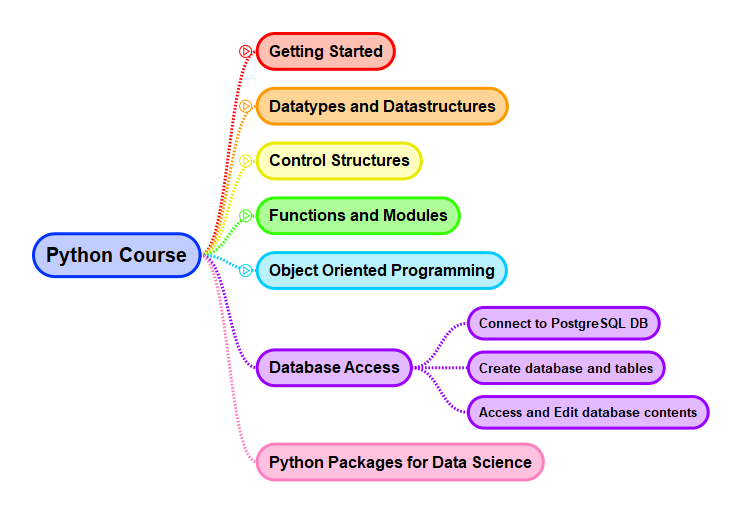 Getting Started
Datatypes and Datastructures
Control Structures
Functions and Modules
Python Course
Object Oriented Programming
Connect to PostgreSQL DB
Database Access
Create database and tables
Access and Edit database contents
Python Packages for Data Science